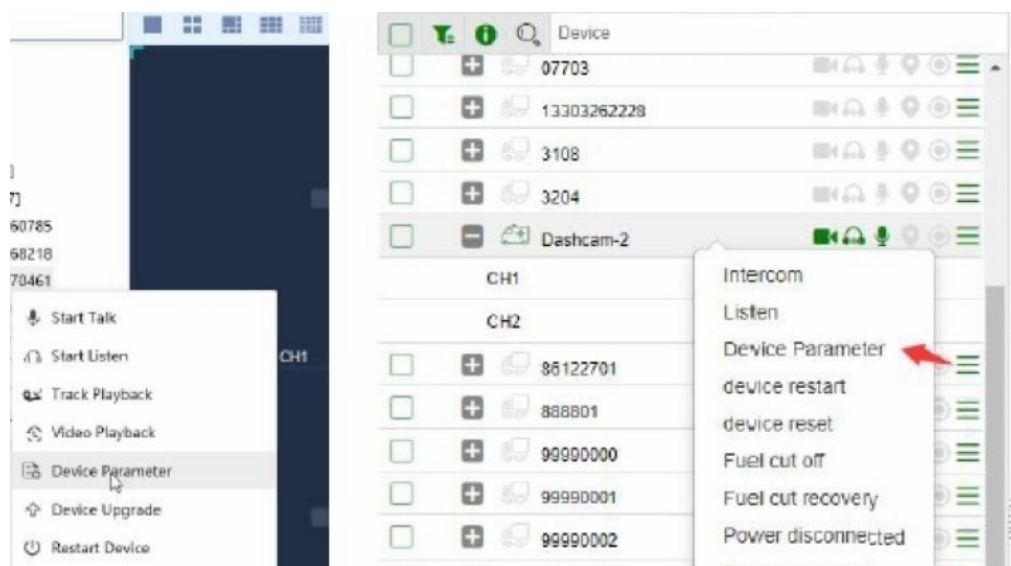 7]
60785
68218
70461
Start Talk
Start Listen
Track Playback
Video Playback
Device Parameter
Device Upgrade
Restart Device
CH1
Device
07703
13303262228
3108
3204
Dashcam-2
CH1
CH2
86122701
888801
99990000
99990001
99990002
Intercom
Listen
Device Parameter
device restart
device reset
Fuel cut off
Fuel cut recovery
Power disconnected